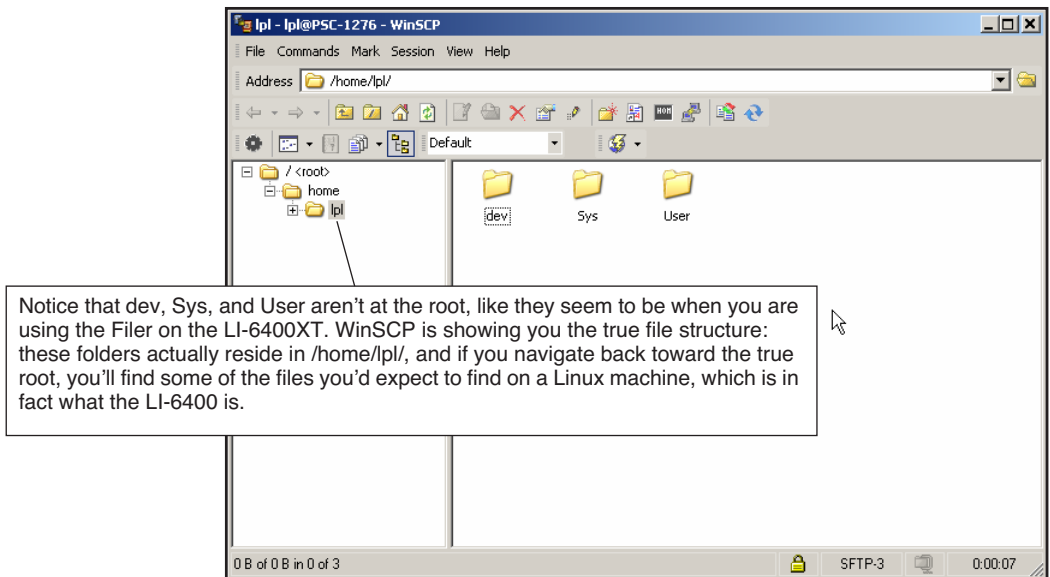 lpl - lpl@PSC-1276 - WinSCP
File Commands Mark Session View Help
Address /home/lpl/
Default
/ <root>
home
lpl
dev
Sys
User
Notice that dev, Sys, and User aren’t at the root, like they seem to be when you are
using the Filer on the LI-6400XT. WinSCP is showing you the true file structure:
these folders actually reside in /home/lpl/, and if you navigate back toward the true
root, you’ll find some of the files you’d expect to find on a Linux machine, which is in
fact what the LI-6400 is.
0 B of 0 B in 0 of 3
SFTP-3
0:00:07